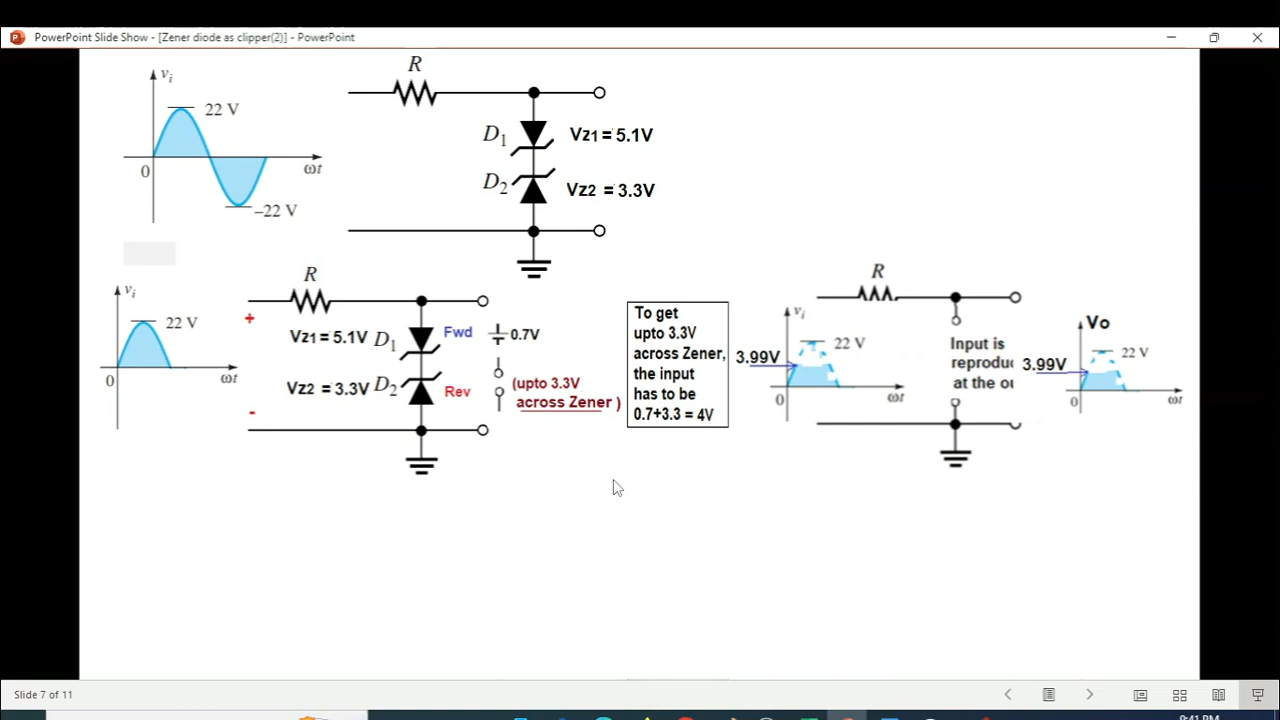 PowerPoint Slide Show - [Zener diode as clipper(2)] - PowerPoint
vi
22 V
0
ωt
–22 V
R
D1
Vz1 = 5.1V
D2
Vz2 = 3.3V
vi
22 V
0
ωt
R
+
-
Vz1 = 5.1V D1
Fwd
0.7V
Vz2 = 3.3V D2
Rev
(upto 3.3V
across Zener )
To get
upto 3.3V
across Zener,
the input
has to be
0.7+3.3 = 4V
R
vi
22 V
3.99V
0
ωt
Input is
reprodu
at the
Vo
22 V
3.99V
0
ωt
Slide 7 of 11
9:41 PM